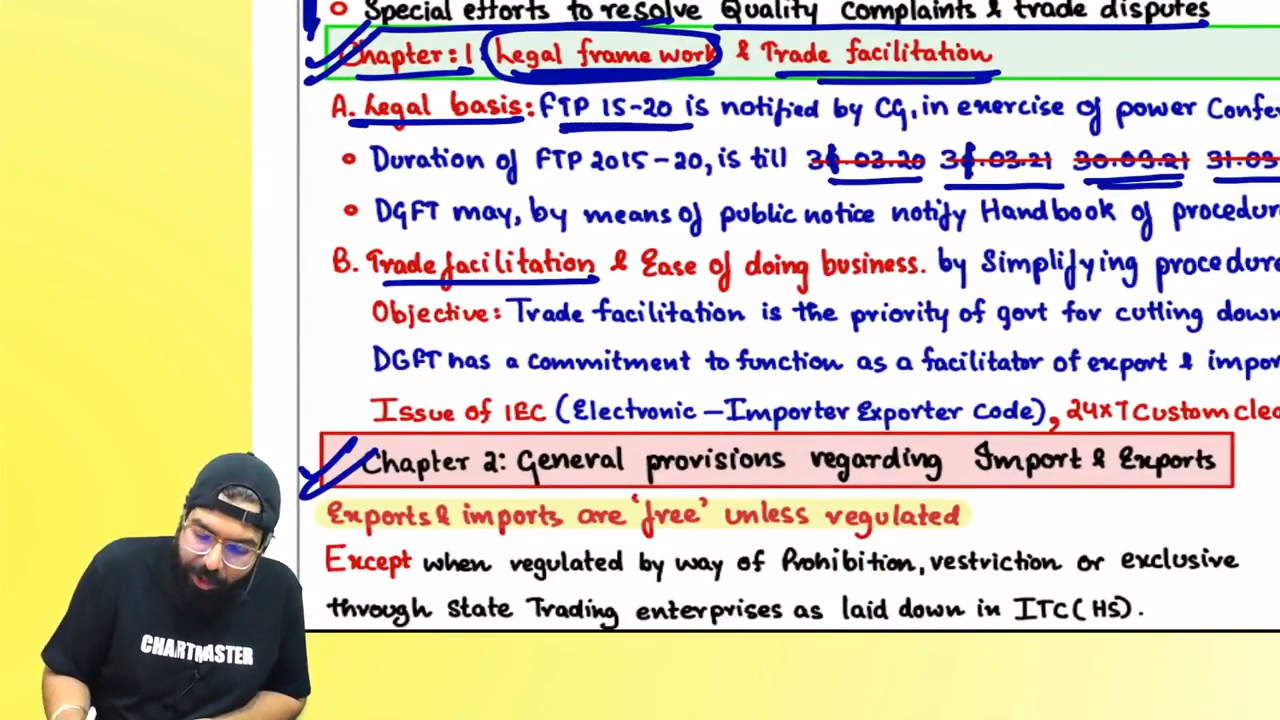 Special efforts to resolve Quality Complaints & trade disputes
Chapter:1 Legal frame work & Trade facilitation
A. Legal basis: FTP 15-20 is notified by CG, in exercise of power Confe
Duration of FTP 2015-20, is till 31.03.20 31.03.21 30.09.21 31.03
DGFT may, by means of public notice notify Handbook of procedur
B. Trade facilitation & Ease of doing business. by Simplifying procedure
Objective: Trade facilitation is the priority of govt for cutting down
DGFT has a commitment to function as a facilitator of export & impor
Issue of IEC (Electronic-Importer Exporter Code), 24x7 Custom clea
Chapter 2: General provisions regarding Import & Exports
Exports & imports are 'free' unless regulated
Except when regulated by way of Prohibition, restriction or exclusive
through State Trading enterprises as laid down in ITC(HS).
CHARTMASTER